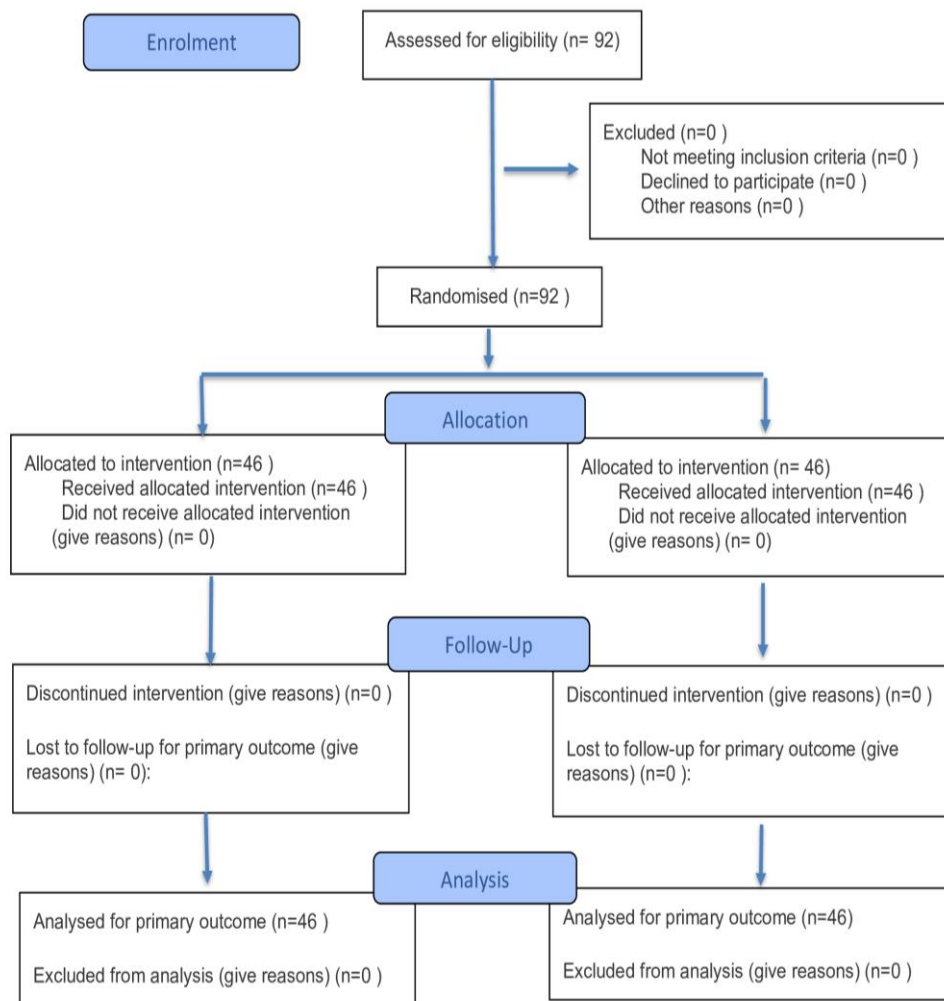 Enrolment
Assessed for eligibility (n= 92)
Excluded (n=0 )
Not meeting inclusion criteria (n=0 )
Declined to participate (n=0 )
Other reasons (n=0 )
Randomised (n=92 )
Allocation
Allocated to intervention (n=46 )
Received allocated intervention (n=46 )
Did not receive allocated intervention
(give reasons) (n= 0)
Allocated to intervention (n= 46)
Received allocated intervention (n=46 )
Did not receive allocated intervention
(give reasons) (n= 0)
Follow-Up
Discontinued intervention (give reasons) (n=0 )
Lost to follow-up for primary outcome (give
reasons) (n= 0):
Discontinued intervention (give reasons) (n=0 )
Lost to follow-up for primary outcome (give
reasons) (n=0 ):
Analysis
Analysed for primary outcome (n=46 )
Excluded from analysis (give reasons) (n=0 )
Analysed for primary outcome (n=46)
Excluded from analysis (give reasons) (n=0 )